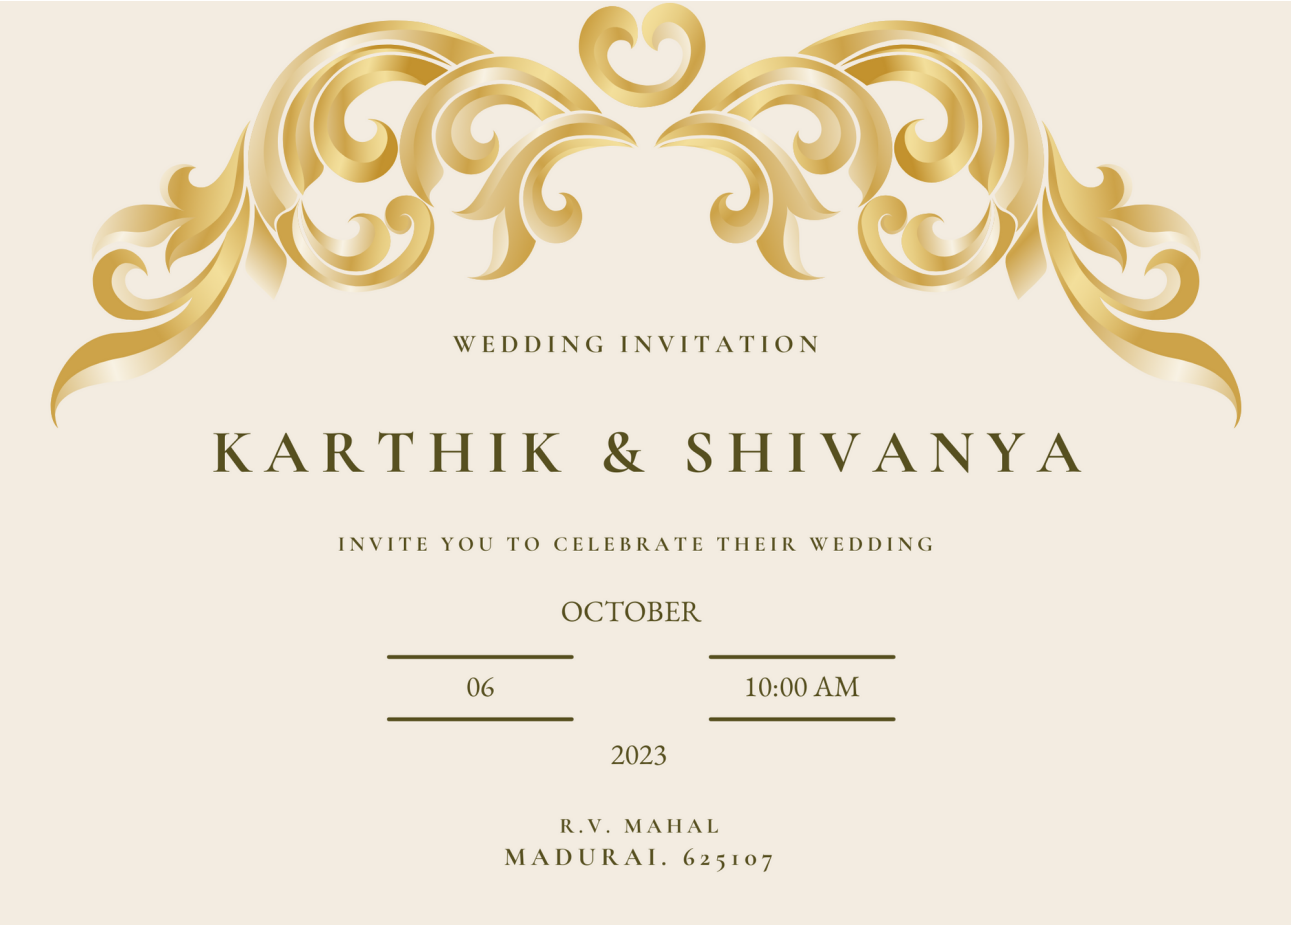 WEDDING INVITATION
KARTHIK & SHIVANYA
INVITE YOU TO CELEBRATE THEIR WEDDING
OCTOBER
06 10:00 AM
2023
R.V. MAHAL
MADURAI. 625107